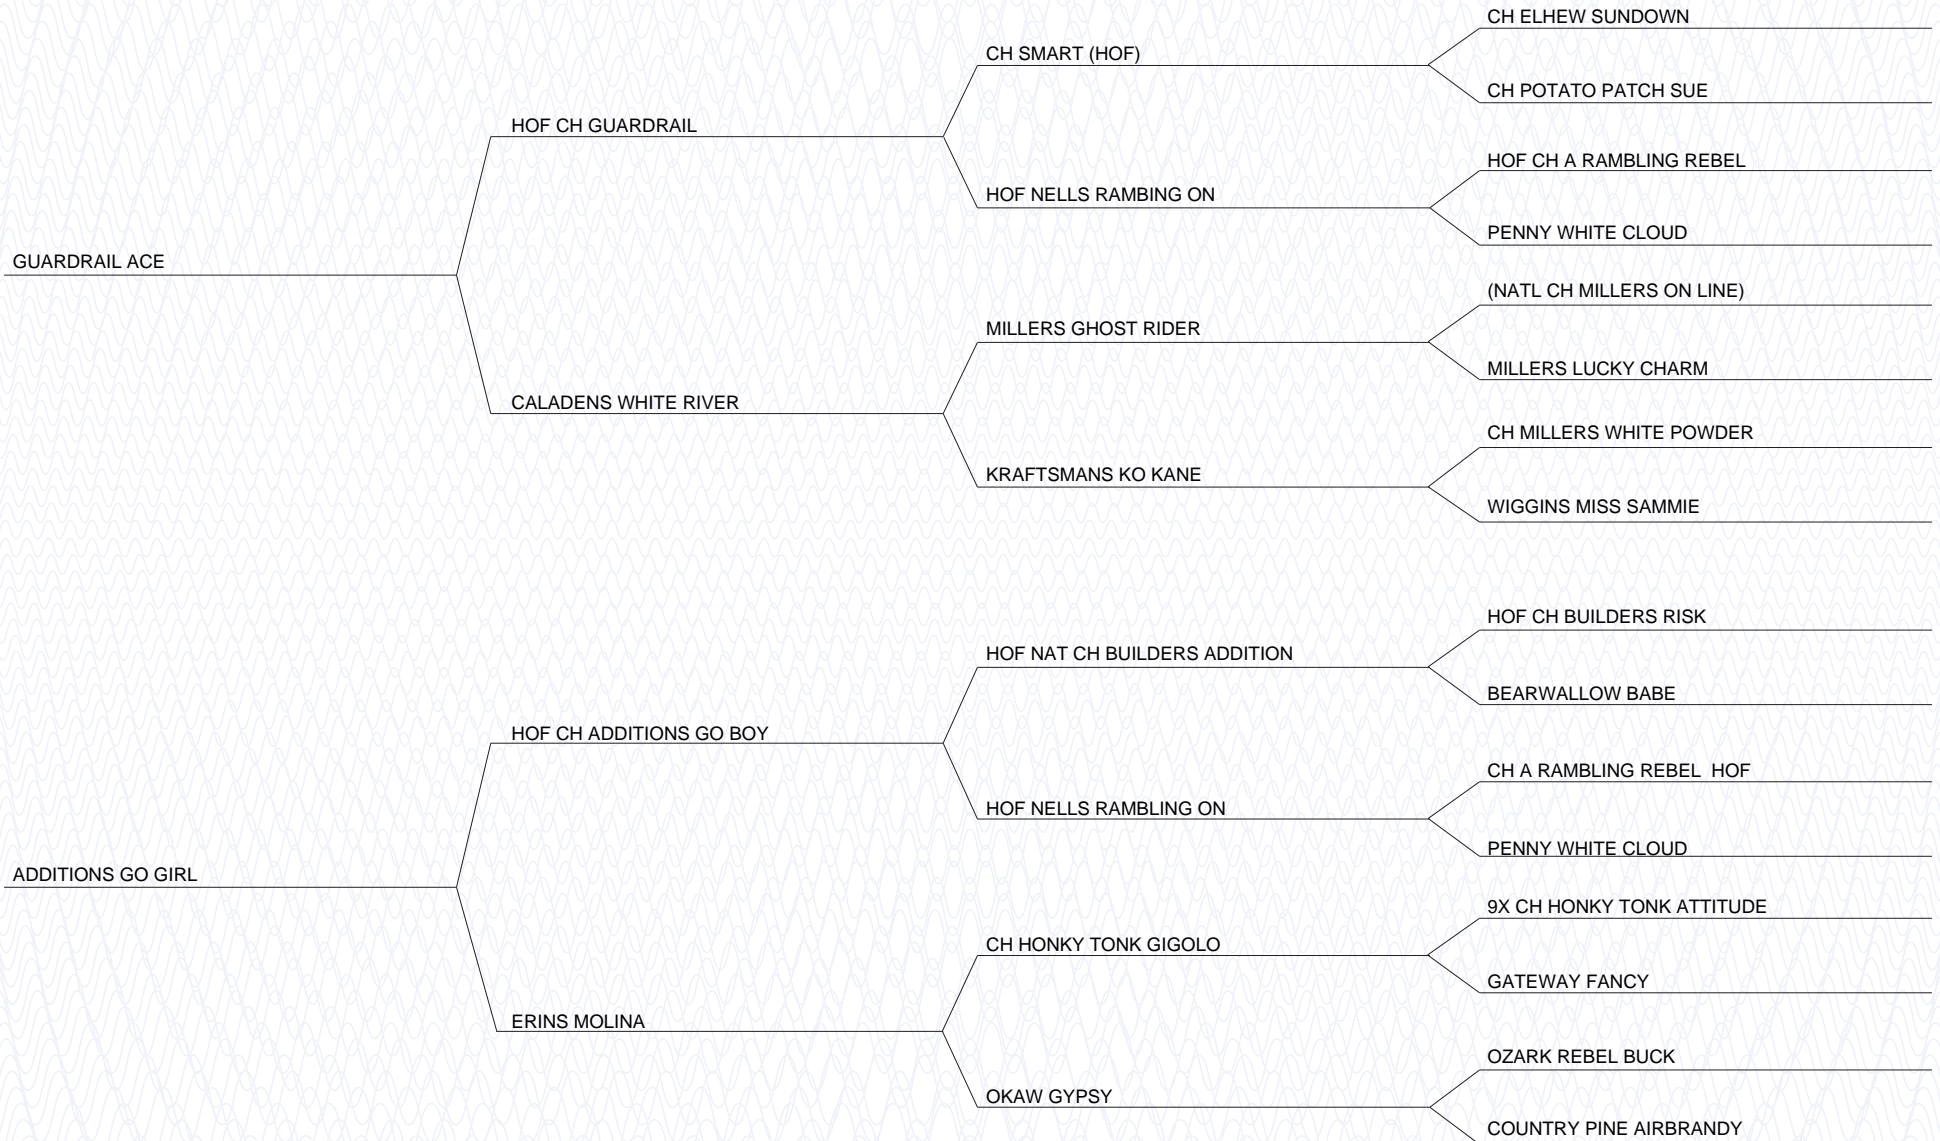 CH ELHEW SUNDOWN
CH SMART (HOF)
CH POTATO PATCH SUE
HOF CH GUARDRAIL
HOF CH A RAMBLING REBEL
HOF NELLS RAMBING ON
PENNY WHITE CLOUD
GUARDRAIL ACE
(NATL CH MILLERS ON LINE)
MILLERS GHOST RIDER
MILLERS LUCKY CHARM
CALADENS WHITE RIVER
CH MILLERS WHITE POWDER
KRAFTSMANS KO KANE
WIGGINS MISS SAMMIE
HOF CH BUILDERS RISK
HOF NAT CH BUILDERS ADDITION
BEARWALLOW BABE
HOF CH ADDITIONS GO BOY
CH A RAMBLING REBEL  HOF
HOF NELLS RAMBLING ON
PENNY WHITE CLOUD
ADDITIONS GO GIRL
9X CH HONKY TONK ATTITUDE
CH HONKY TONK GIGOLO
GATEWAY FANCY
ERINS MOLINA
OZARK REBEL BUCK
OKAW GYPSY
COUNTRY PINE AIRBRANDY